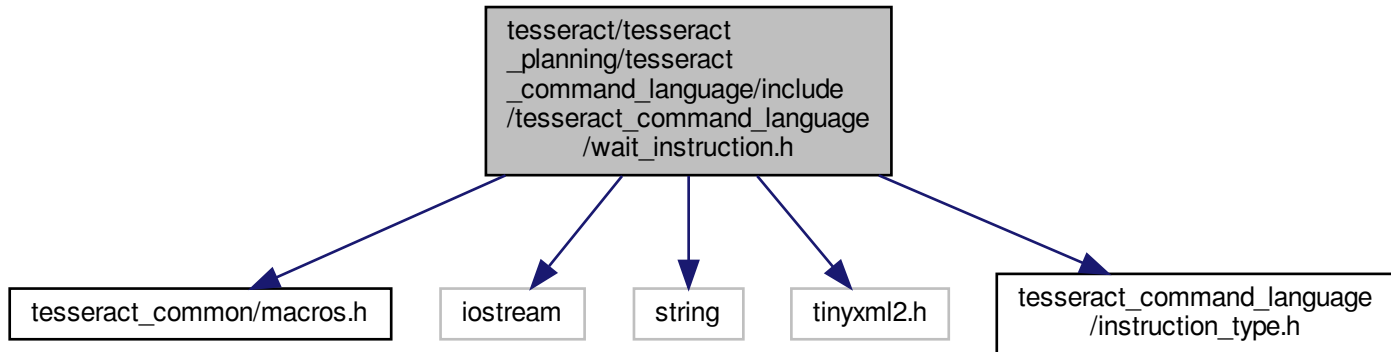 tesseract/tesseract
_planning/tesseract
_command_language/include
/tesseract_command_language
/wait_instruction.h
tesseract_common/macros.h
iostream
string
tinyxml2.h
tesseract_command_language
/instruction_type.h